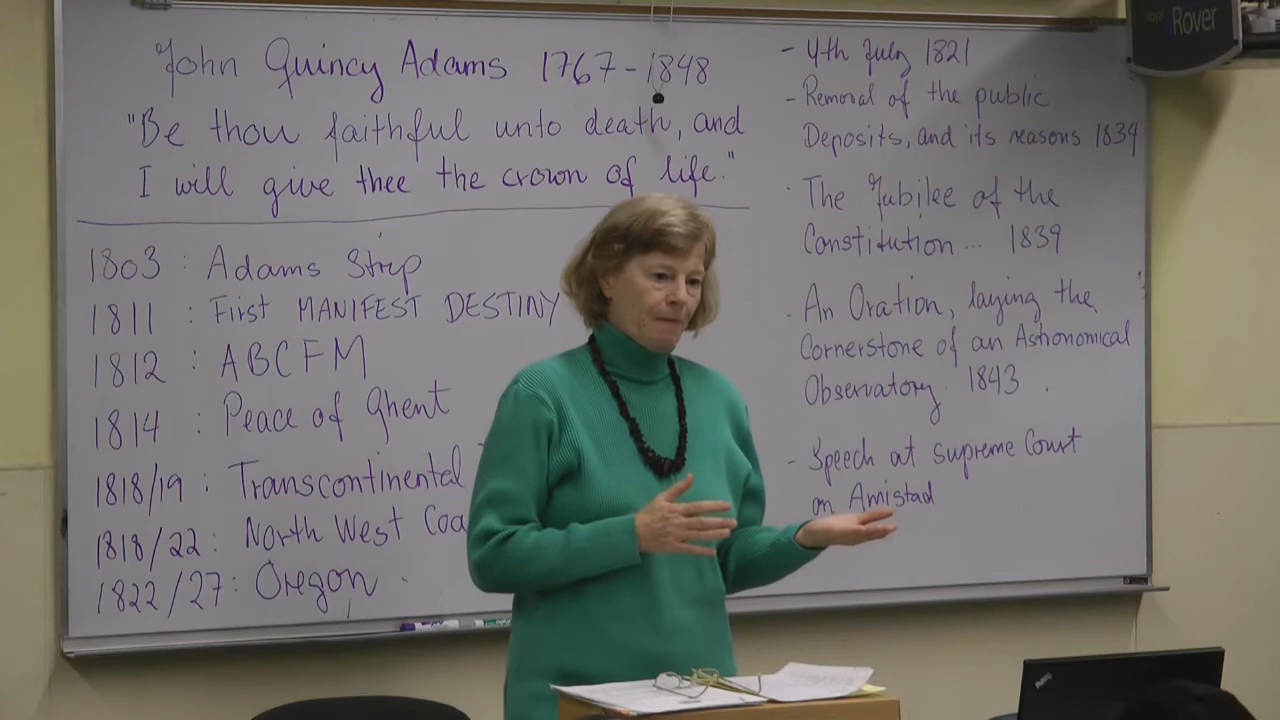 John Quincy Adams 1767-1848
"Be thou faithful unto death, and
I will give thee the crown of life."
1803 : Adams Strip
1811 : First MANIFEST DESTINY
1812 : ABCFM
1814 : Peace of Ghent
1818/19 : Transcontinental
1818/22 : North West Coa
1822/27 : Oregon
- 4th July 1821
- Removal of the public
Deposits, and its reasons 1834
· The Jubilee of the
Constitution... 1839
. An Oration, laying the
Cornerstone of an Astronomical
Observatory. 1843 .
- Speech at Supreme Court
on Amistad
Royal Rover
ThinkPad